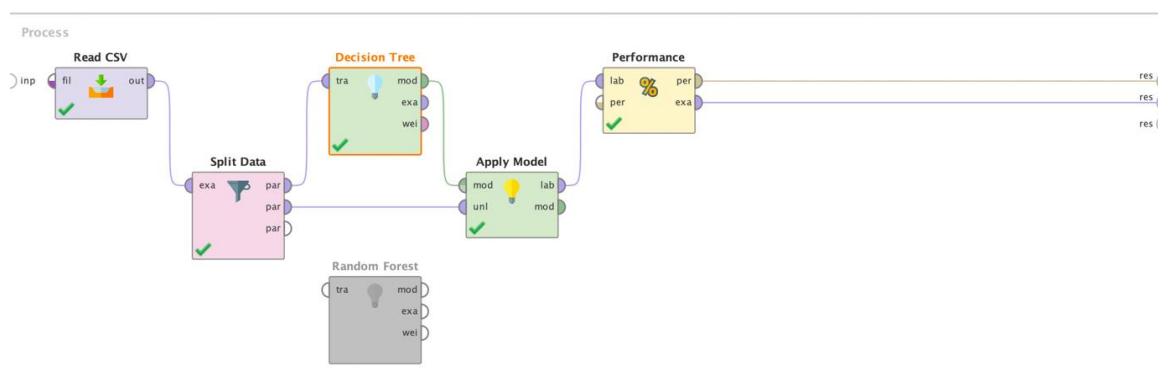 Process
Read CSV
inp
fil
out
Decision Tree
tra
mod
exa
wei
Performance
lab
per
per
exa
res
res
res
Split Data
exa
par
par
par
Apply Model
mod
lab
unl
mod
Random Forest
tra
mod
exa
wei